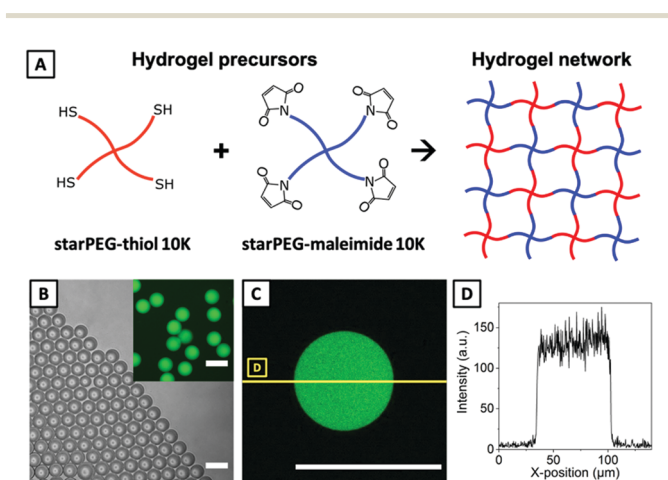 A
Hydrogel precursors
Hydrogel network
HS
SH
HS
SH
+
O
O
N
O
O
N
N
O
O
N
O
O
starPEG-thiol 10K
starPEG-maleimide 10K
B
C
D
D
Intensity (a.u.)
150
100
50
0
0
50
100
X-position (µm)